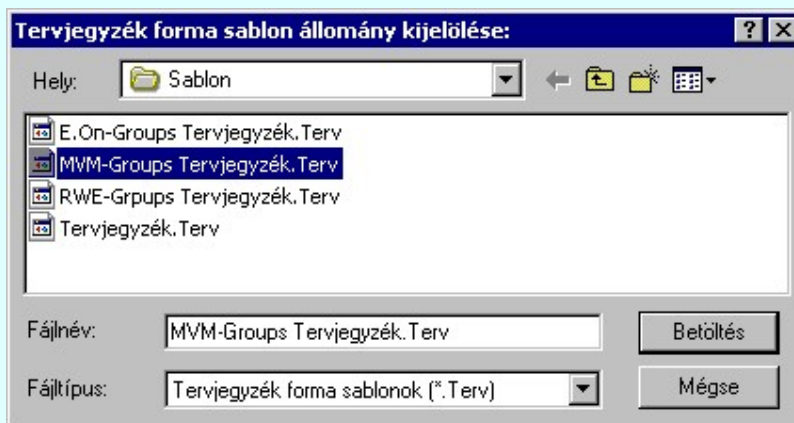 Tervjegyzék forma sablon állomány kijelölése:
Hely: Sablon
E.On-Groups Tervjegyzék.Terv
MVM-Groups Tervjegyzék.Terv
RWE-Grpups Tervjegyzék.Terv
Tervjegyzék.Terv
Fájlnév: MVM-Groups Tervjegyzék.Terv Betöltés
Fájltípus: Tervjegyzék forma sablonok (*.Terv) Mégse